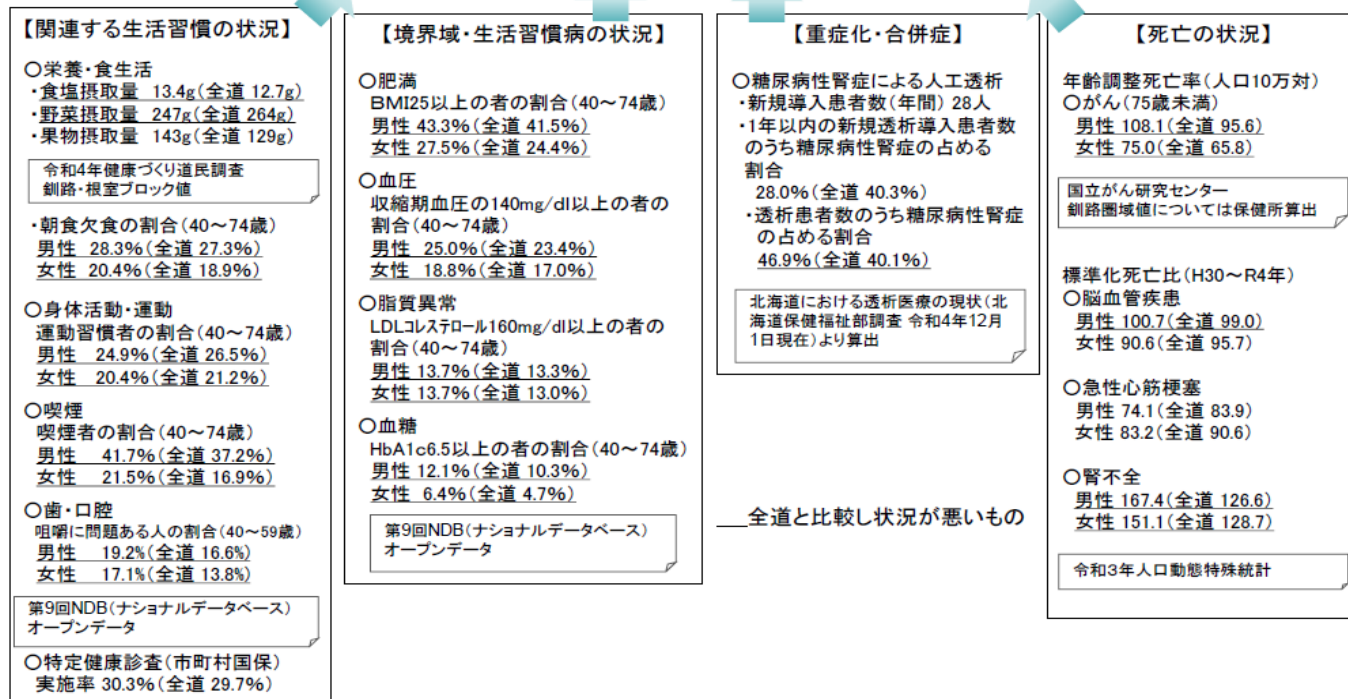 【関連する生活習慣の状況】
○栄養・食生活
・食塩摂取量 13.4g(全道 12.7g)
・野菜摂取量 247g(全道 264g)
・果物摂取量 143g(全道 129g)
令和4年健康づくり道民調査
釧路・根室ブロック値
・朝食欠食の割合(40～74歳)
男性 28.3%(全道 27.3%)
女性 20.4%(全道 18.9%)
○身体活動・運動
運動習慣者の割合(40～74歳)
男性 24.9%(全道 26.5%)
女性 20.4%(全道 21.2%)
○喫煙
喫煙者の割合(40～74歳)
男性 41.7%(全道 37.2%)
女性 21.5%(全道 16.9%)
○歯・口腔
咀嚼に問題ある人の割合(40～59歳)
男性 19.2%(全道 16.6%)
女性 17.1%(全道 13.8%)
第9回NDB(ナショナルデータベース)
オープンデータ
○特定健康診査(市町村国保)
実施率 30.3%(全道 29.7%)
【境界域・生活習慣病の状況】
○肥満
BMI25以上の者の割合(40～74歳)
男性 43.3%(全道 41.5%)
女性 27.5%(全道 24.4%)
○血圧
収縮期血圧の140mg/dl以上の者の
割合(40～74歳)
男性 25.0%(全道 23.4%)
女性 18.8%(全道 17.0%)
○脂質異常
LDLコレステロール160mg/dl以上の者の
割合(40～74歳)
男性 13.7%(全道 13.3%)
女性 13.7%(全道 13.0%)
○血糖
HbA1c6.5以上の者の割合(40～74歳)
男性 12.1%(全道 10.3%)
女性 6.4%(全道 4.7%)
第9回NDB(ナショナルデータベース)
オープンデータ
【重症化・合併症】
○糖尿病性腎症による人工透析
・新規導入患者数(年間) 28人
・1年以内の新規透析導入患者数
のうち糖尿病性腎症の占める
割合
28.0%(全道 40.3%)
・透析患者数のうち糖尿病性腎症
の占める割合
46.9%(全道 40.1%)
北海道における透析医療の現状(北
海道保健福祉部調査 令和4年12月
1日現在)より算出
＿全道と比較し状況が悪いもの
【死亡の状況】
年齢調整死亡率(人口10万対)
○がん(75歳未満)
男性 108.1(全道 95.6)
女性 75.0(全道 65.8)
国立がん研究センター
釧路圏域値については保健所算出
標準化死亡比(H30～R4年)
○脳血管疾患
男性 100.7(全道 99.0)
女性 90.6(全道 95.7)
○急性心筋梗塞
男性 74.1(全道 83.9)
女性 83.2(全道 90.6)
○腎不全
男性 167.4(全道 126.6)
女性 151.1(全道 128.7)
令和3年人口動態特殊統計